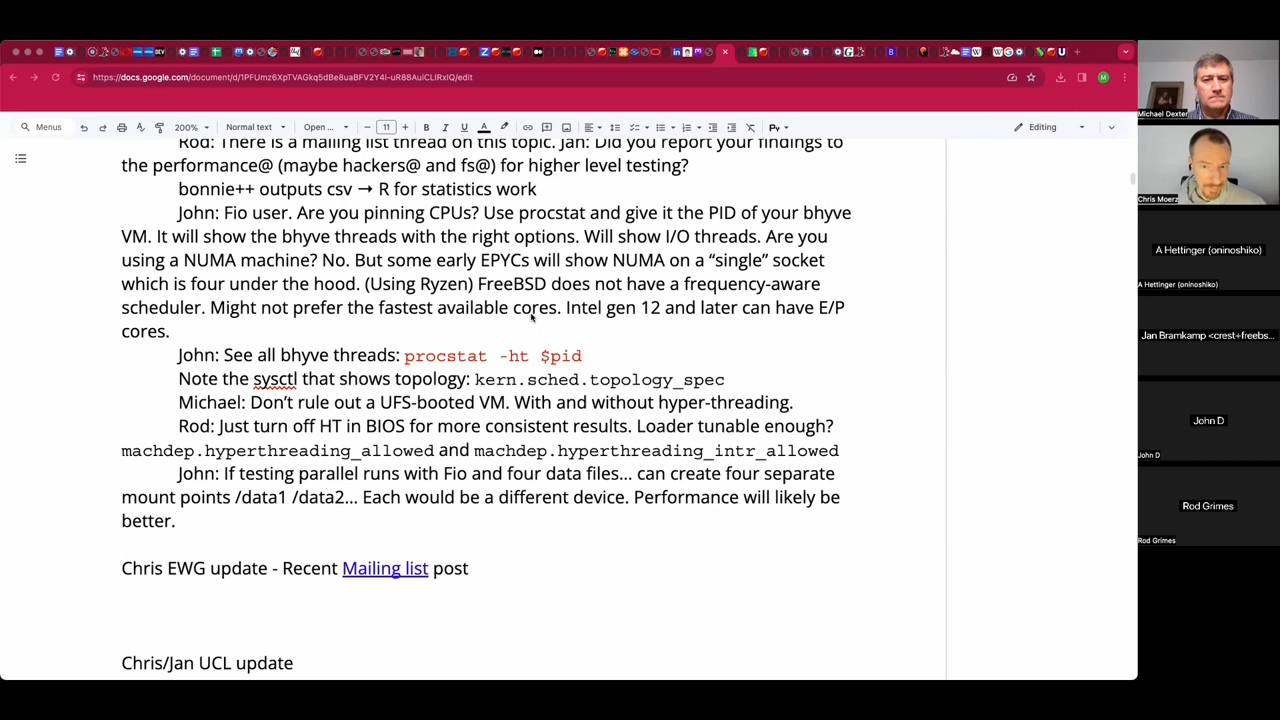 https://docs.google.com/document/d/1PFUmz6XpTVAGkq5dBe8uaBFV2Y4i-uR88AuiCLlRxIQ/edit
M
Menus
200%
Normal text
Open ...
11
Editing
Rod: There is a mailing list thread on this topic. Jan: Did you report your findings to
the performance@ (maybe hackers@ and fs@) for higher level testing?
bonnie++ outputs csv → R for statistics work
John: Fio user. Are you pinning CPUs? Use procstat and give it the PID of your bhyve
VM. It will show the bhyve threads with the right options. Will show I/O threads. Are you
using a NUMA machine? No. But some early EPYCs will show NUMA on a “single” socket
which is four under the hood. (Using Ryzen) FreeBSD does not have a frequency-aware
scheduler. Might not prefer the fastest available cores. Intel gen 12 and later can have E/P
cores.
John: See all bhyve threads: procstat -ht $pid
Note the sysctl that shows topology: kern.sched.topology_spec
Michael: Don’t rule out a UFS-booted VM. With and without hyper-threading.
Rod: Just turn off HT in BIOS for more consistent results. Loader tunable enough?
machdep.hyperthreading_allowed and machdep.hyperthreading_intr_allowed
John: If testing parallel runs with Fio and four data files… can create four separate
mount points /data1 /data2… Each would be a different device. Performance will likely be
better.
Chris EWG update - Recent Mailing list post
Chris/Jan UCL update
Michael Dexter
Chris Moerz
A Hettinger (oninoshiko)
A Hettinger (oninoshiko)
Jan Bramkamp <crest+freebs...
John D
John D
Rod Grimes
Rod Grimes